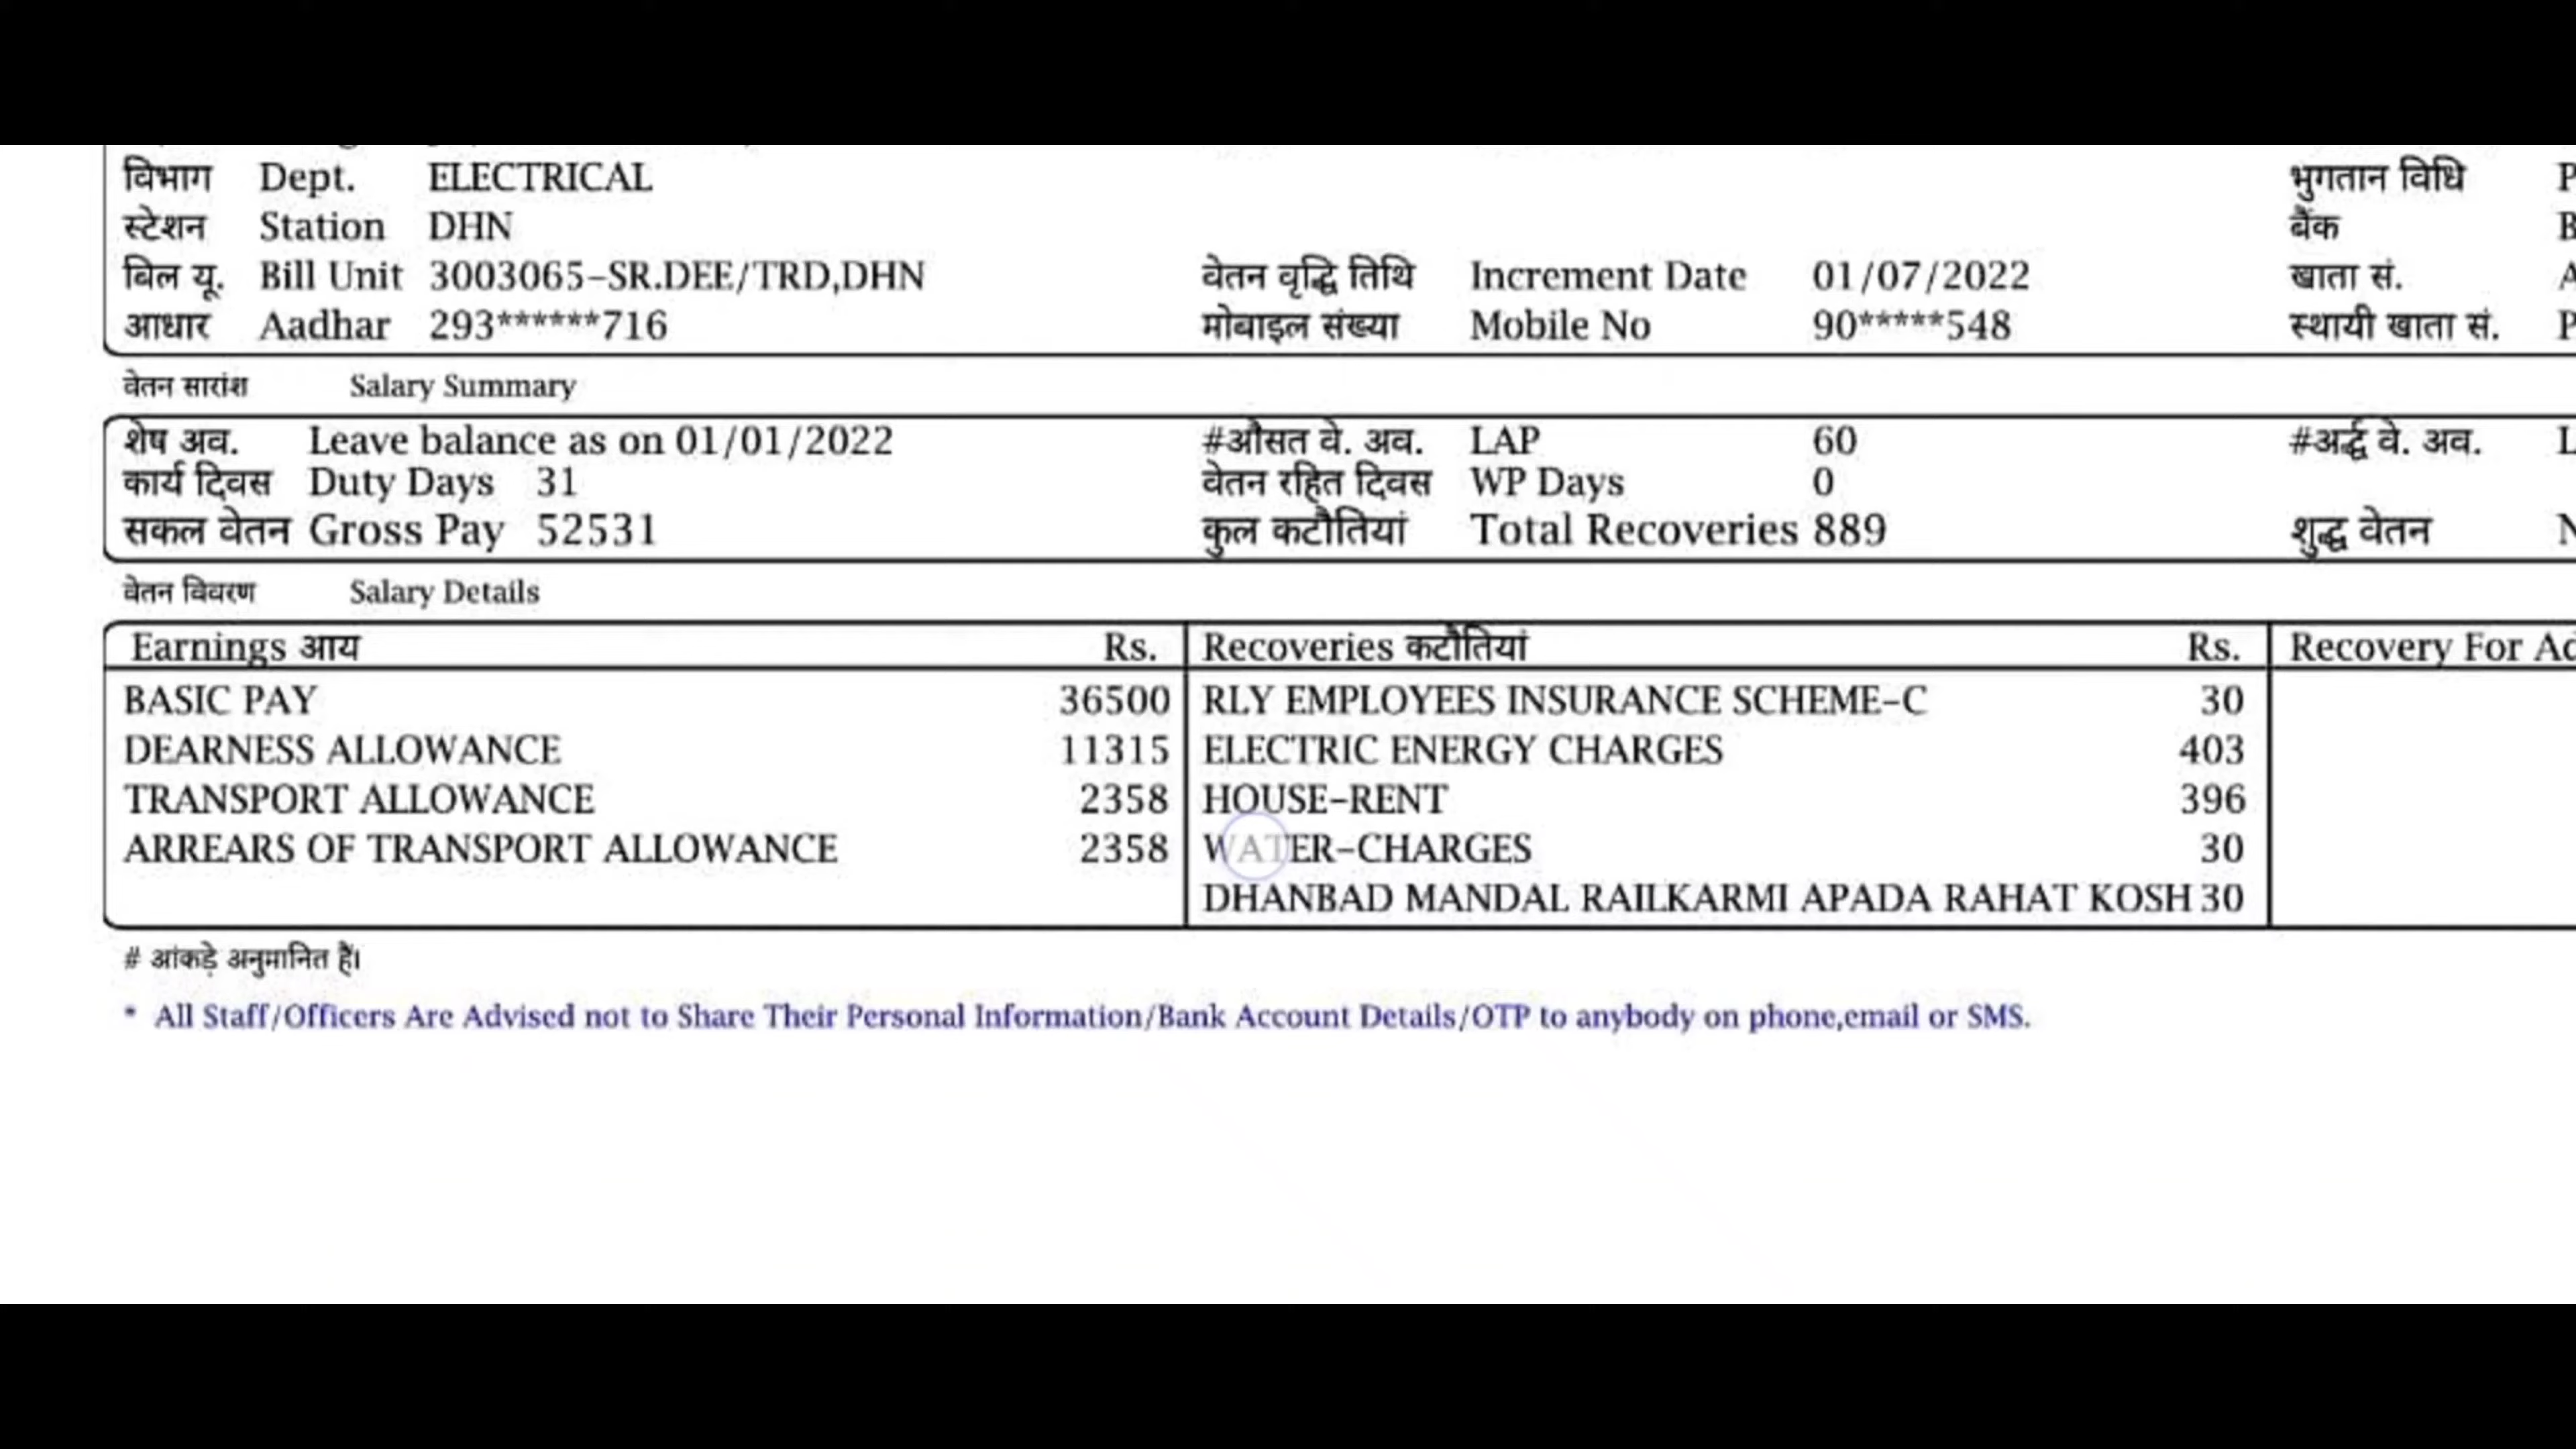 विभाग Dept. ELECTRICAL भुगतान विधि P
स्टेशन Station DHN बैंक B
बिल यू. Bill Unit 3003065-SR.DEE/TRD,DHN वेतन वृद्धि तिथि Increment Date 01/07/2022 खाता सं. A
आधार Aadhar 293******716 मोबाइल संख्या Mobile No 90*****548 स्थायी खाता सं. P
वेतन सारांश Salary Summary
शेष अव. Leave balance as on 01/01/2022 #औसत वे. अव. LAP 60 #अर्द्ध वे. अव. L
कार्य दिवस Duty Days 31 वेतन रहित दिवस WP Days 0
सकल वेतन Gross Pay 52531 कुल कटौतियां Total Recoveries 889 शुद्ध वेतन N
वेतन विवरण Salary Details
Earnings आय Rs. Recoveries कटौतियां Rs. Recovery For Ad
BASIC PAY 36500 RLY EMPLOYEES INSURANCE SCHEME-C 30
DEARNESS ALLOWANCE 11315 ELECTRIC ENERGY CHARGES 403
TRANSPORT ALLOWANCE 2358 HOUSE-RENT 396
ARREARS OF TRANSPORT ALLOWANCE 2358 WATER-CHARGES 30
DHANBAD MANDAL RAILKARMI APADA RAHAT KOSH 30
# आंकड़े अनुमानित हैं।
* All Staff/Officers Are Advised not to Share Their Personal Information/Bank Account Details/OTP to anybody on phone,email or SMS.